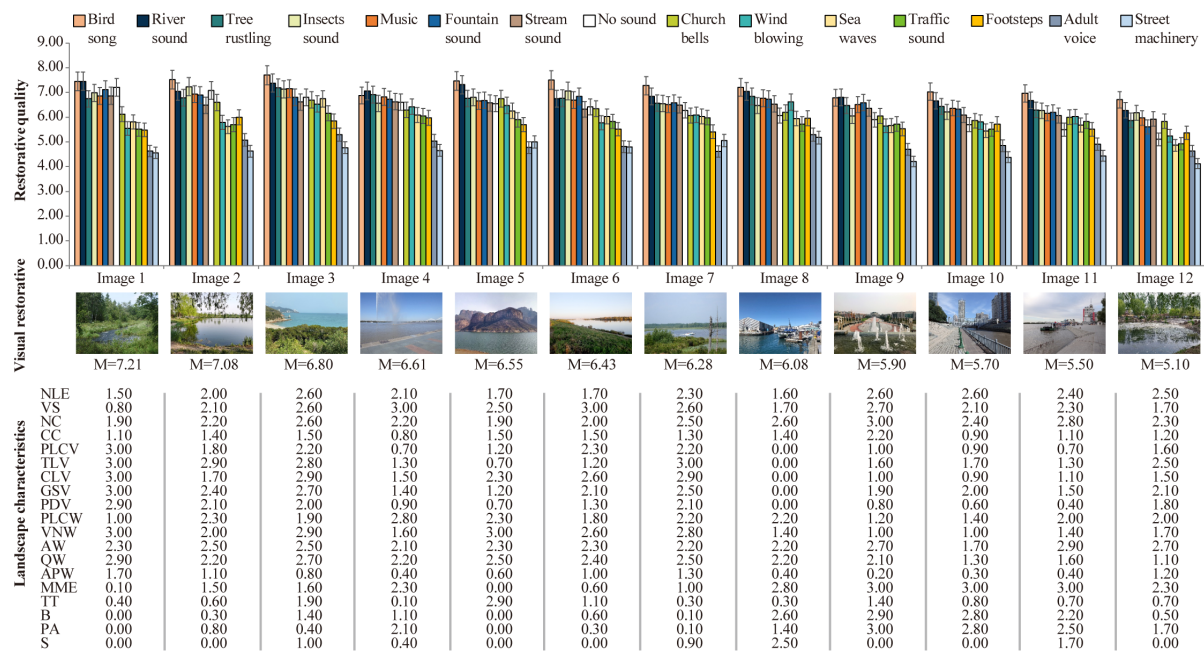 Bird song
River sound
Tree rustling
Insects sound
Music
Fountain sound
Stream sound
No sound
Church bells
Wind blowing
Sea waves
Traffic sound
Footsteps
Adult voice
Street machinery
Restorative quality
9.00
8.00
7.00
6.00
5.00
4.00
3.00
2.00
1.00
0.00
Image 1 Image 2 Image 3 Image 4 Image 5 Image 6 Image 7 Image 8 Image 9 Image 10 Image 11 Image 12
Visual restorative
M=7.21 M=7.08 M=6.80 M=6.61 M=6.55 M=6.43 M=6.28 M=6.08 M=5.90 M=5.70 M=5.50 M=5.10
Landscape characteristics
NLE 1.50 2.00 2.60 2.10 1.70 1.70 2.30 1.60 2.60 2.60 2.40 2.50
VS 0.80 2.10 2.60 3.00 2.50 3.00 2.60 1.70 2.70 2.10 2.30 1.70
NC 1.90 2.20 2.60 2.20 1.90 2.00 2.50 2.60 3.00 2.40 2.80 2.30
CC 1.10 1.40 1.50 0.80 1.50 1.50 1.30 1.40 2.20 0.90 1.10 1.20
PLCV 3.00 1.80 2.20 0.70 1.20 2.30 2.20 0.00 1.00 0.90 0.70 1.60
TLV 3.00 2.90 2.80 1.30 0.70 1.20 3.00 0.00 1.60 1.70 1.30 2.50
CLV 3.00 1.70 2.90 1.50 2.30 2.60 2.90 0.00 1.00 0.90 1.10 1.50
GSV 3.00 2.40 2.70 1.40 1.20 2.10 2.50 0.00 1.90 2.00 1.50 2.10
PDV 2.90 2.10 2.00 0.90 0.70 1.30 2.10 0.00 0.80 0.60 0.40 1.80
PLCW 1.00 2.30 1.90 2.80 2.30 1.80 2.20 2.20 1.20 1.40 2.00 2.00
VNW 3.00 2.00 2.90 1.60 3.00 2.60 2.80 1.40 1.00 1.00 1.40 1.70
AW 2.30 2.50 2.50 2.10 2.30 2.30 2.20 2.20 2.70 1.70 2.90 2.70
QW 2.90 2.20 2.70 2.20 2.50 2.40 2.50 2.20 2.10 1.30 1.60 1.10
APW 1.70 1.10 0.80 0.40 0.60 1.00 1.30 0.40 0.20 0.30 0.40 1.20
MME 0.10 1.50 1.60 2.30 0.00 0.60 1.00 2.80 3.00 3.00 3.00 2.30
TT 0.40 0.60 1.90 0.10 2.90 1.10 0.30 0.30 1.40 0.80 0.70 0.70
B 0.00 0.30 1.40 1.10 0.00 0.60 0.10 2.60 2.90 2.80 2.20 0.50
PA 0.00 0.80 0.40 2.10 0.00 0.30 0.10 1.40 3.00 2.80 2.50 1.70
S 0.00 0.00 1.00 0.40 0.00 0.00 0.90 2.50 0.00 0.00 1.70 0.00